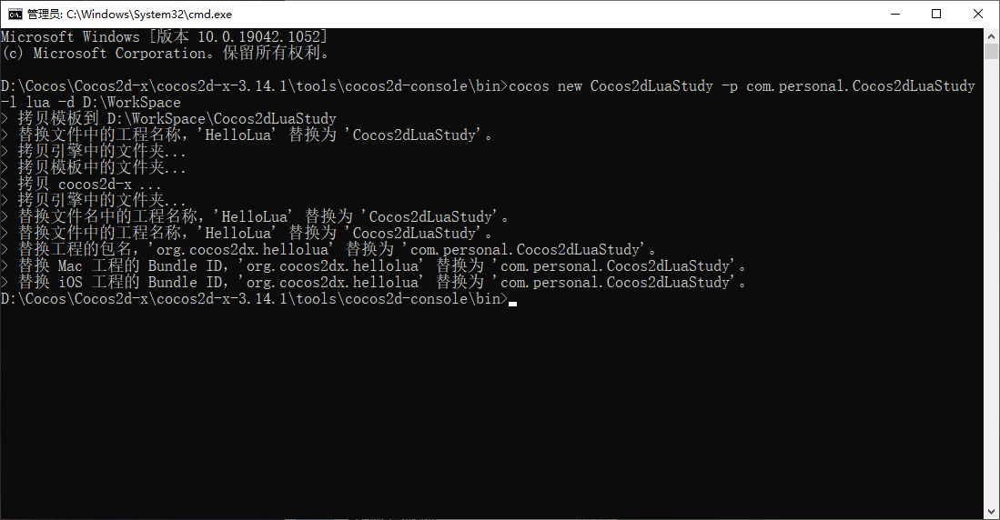 管理员: C:\Windows\System32\cmd.exe
Microsoft Windows [版本 10.0.19042.1052]
(c) Microsoft Corporation。保留所有权利。
D:\Cocos\Cocos2d-x\cocos2d-x-3.14.1\tools\cocos2d-console\bin>cocos new Cocos2dLuaStudy -p com.personal.Cocos2dLuaStudy
-l lua -d D:\WorkSpace
> 拷贝模板到 D:\WorkSpace\Cocos2dLuaStudy
> 替换文件中的工程名称，'HelloLua' 替换为 'Cocos2dLuaStudy'。
> 拷贝引擎中的文件夹...
> 拷贝模板中的文件夹...
> 拷贝 cocos2d-x ...
> 拷贝引擎中的文件夹...
> 替换文件名中的工程名称，'HelloLua' 替换为 'Cocos2dLuaStudy'。
> 替换文件中的工程名称，'HelloLua' 替换为 'Cocos2dLuaStudy'。
> 替换工程的包名，'org.cocos2dx.hellolua' 替换为 'com.personal.Cocos2dLuaStudy'。
> 替换 Mac 工程的 Bundle ID，'org.cocos2dx.hellolua' 替换为 'com.personal.Cocos2dLuaStudy'。
> 替换 iOS 工程的 Bundle ID，'org.cocos2dx.hellolua' 替换为 'com.personal.Cocos2dLuaStudy'。
D:\Cocos\Cocos2d-x\cocos2d-x-3.14.1\tools\cocos2d-console\bin>